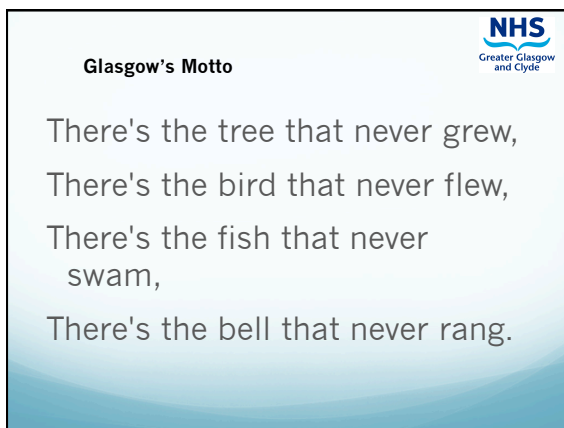 NHS
Greater Glasgow
and Clyde
Glasgow's Motto
There's the tree that never grew,
There's the bird that never flew,
There's the fish that never
swam,
There's the bell that never rang.